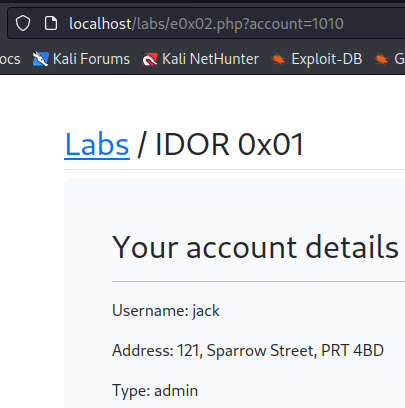 localhost/labs/e0x02.php?account=1010
ocs Kali Forums Kali NetHunter Exploit-DB G
Labs / IDOR 0x01
Your account details
Username: jack
Address: 121, Sparrow Street, PRT 4BD
Type: admin